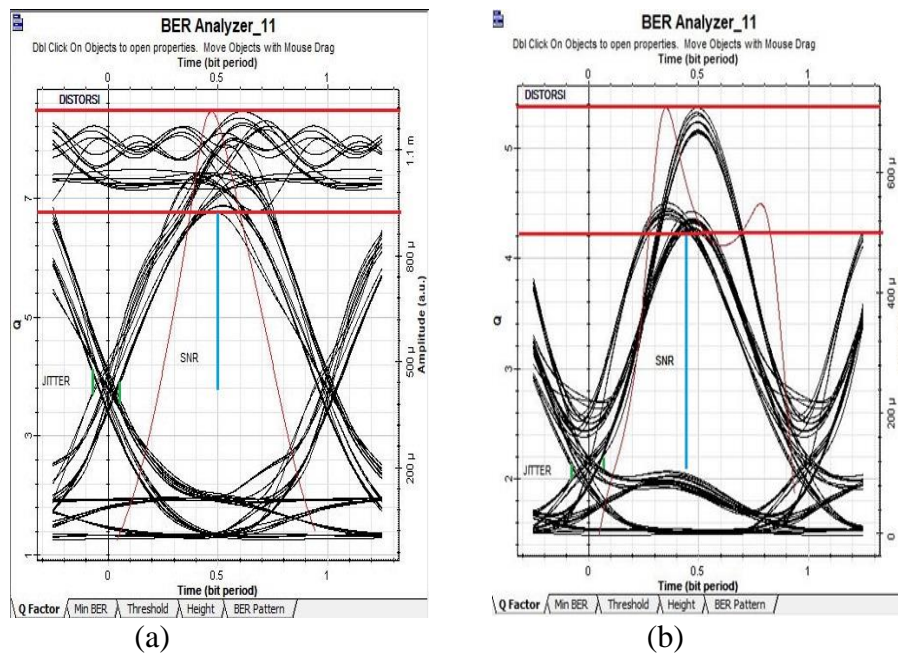 (a)
BER Analyzer_11
Dbl Click On Objects to open properties. Move Objects with Mouse Drag
Time (bit period)
0 0.5 1
DISTORSI
Q
1 3 5 7
SNR
JITTER
Amplitude (a.u.)
200 µ 500 µ 800 µ 1.1 m
0 0.5 1
Time (bit period)
Q Factor Min BER Threshold Height BER Pattern
(a)
(b)
BER Analyzer_11
Dbl Click On Objects to open properties. Move Objects with Mouse Drag
Time (bit period)
0 0.5 1
DISTORSI
Q
2 3 4 5
SNR
JITTER
0 200 µ 400 µ 600 µ
0 0.5 1
Time (bit period)
Q Factor Min BER Threshold Height BER Pattern
(b)